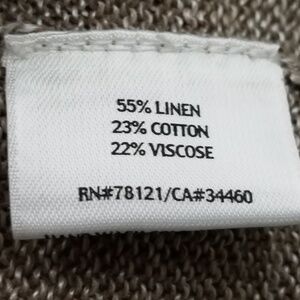 55% LINEN
23% COTTON
22% VISCOSE
RN#78121/CA#34460